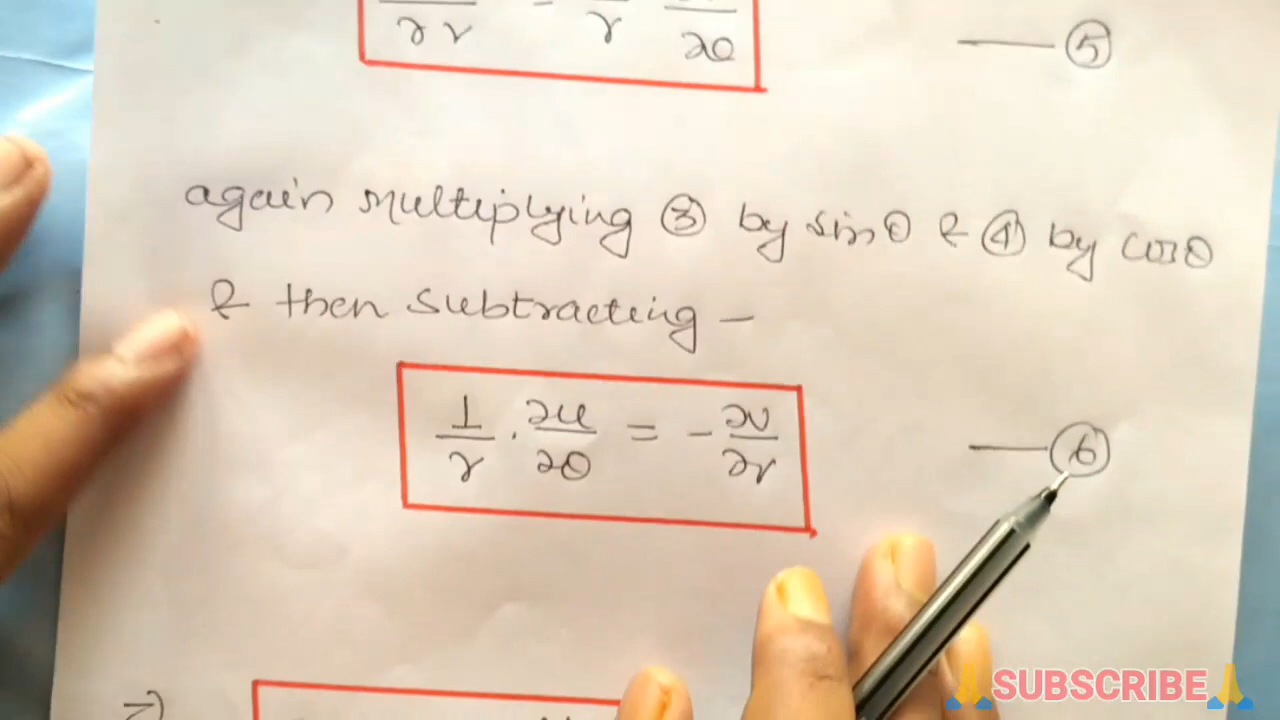 ∂r = r ∂θ — ⑤
again multiplying ③ by sinθ & ④ by cosθ
& then subtracting –
1/r · ∂u/∂θ = - ∂v/∂r — ⑥
⇒
🙏SUBSCRIBE🙏